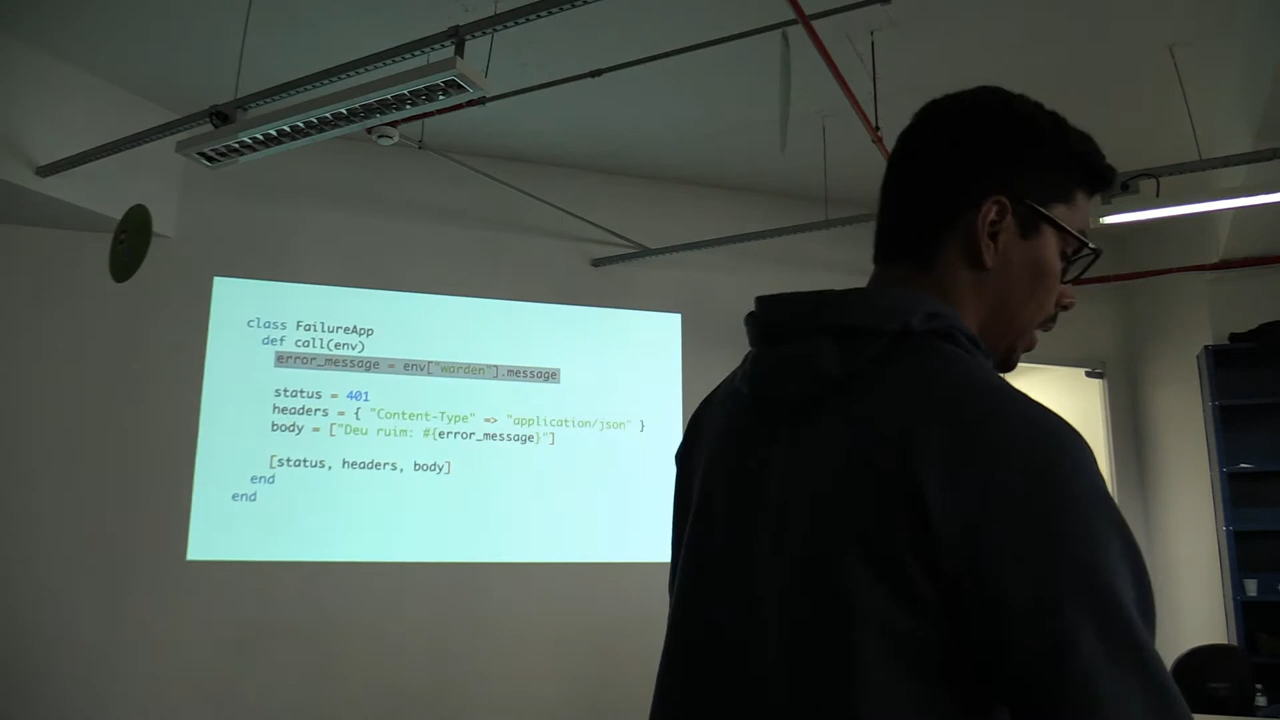 class FailureApp
def call(env)
error_message = env["warden"].message
status = 401
headers = { "Content-Type" => "application/json" }
body = ["Deu ruim: #{error_message}"]
[status, headers, body]
end
end